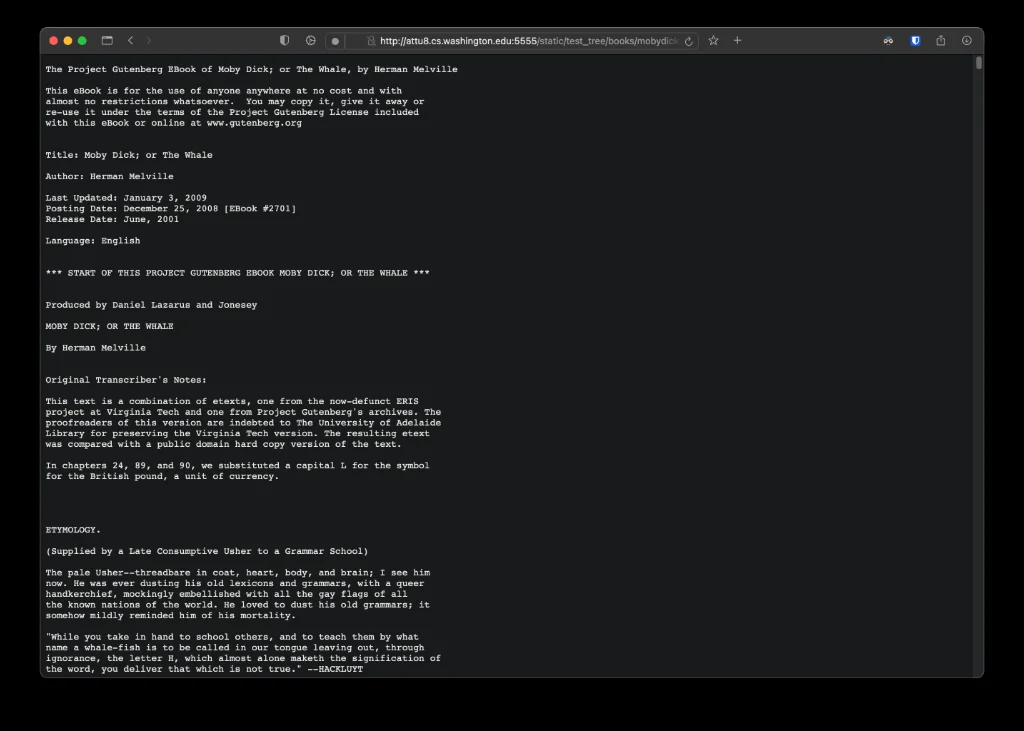 http://attu8.cs.washington.edu:5555/static/test_tree/books/mobydic
The Project Gutenberg EBook of Moby Dick; or The Whale, by Herman Melville
This eBook is for the use of anyone anywhere at no cost and with
almost no restrictions whatsoever.  You may copy it, give it away or
re-use it under the terms of the Project Gutenberg License included
with this eBook or online at www.gutenberg.org
Title: Moby Dick; or The Whale
Author: Herman Melville
Last Updated: January 3, 2009
Posting Date: December 25, 2008 [EBook #2701]
Release Date: June, 2001
Language: English
*** START OF THIS PROJECT GUTENBERG EBOOK MOBY DICK; OR THE WHALE ***
Produced by Daniel Lazarus and Jonesey
MOBY DICK; OR THE WHALE
By Herman Melville
Original Transcriber's Notes:
This text is a combination of etexts, one from the now-defunct ERIS
project at Virginia Tech and one from Project Gutenberg's archives. The
proofreaders of this version are indebted to The University of Adelaide
Library for preserving the Virginia Tech version. The resulting etext
was compared with a public domain hard copy version of the text.
In chapters 24, 89, and 90, we substituted a capital L for the symbol
for the British pound, a unit of currency.
ETYMOLOGY.
(Supplied by a Late Consumptive Usher to a Grammar School)
The pale Usher--threadbare in coat, heart, body, and brain; I see him
now. He was ever dusting his old lexicons and grammars, with a queer
handkerchief, mockingly embellished with all the gay flags of all
the known nations of the world. He loved to dust his old grammars; it
somehow mildly reminded him of his mortality.
"While you take in hand to school others, and to teach them by what
name a whale-fish is to be called in our tongue leaving out, through
ignorance, the letter H, which almost alone maketh the signification of
the word, you deliver that which is not true." --HACKLUYT